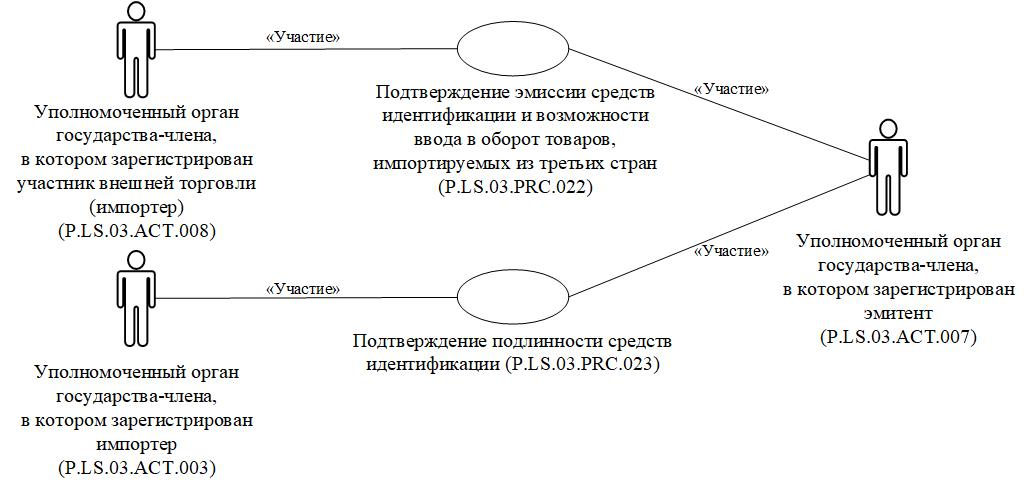 «Участие»
Уполномоченный орган
государства-члена,
в котором зарегистрирован
участник внешней торговли
(импортер)
(P.LS.03.ACT.008)
Подтверждение эмиссии средств
идентификации и возможности
ввода в оборот товаров,
импортируемых из третьих стран
(P.LS.03.PRC.022)
«Участие»
Уполномоченный орган
государства-члена,
в котором зарегистрирован
эмитент
(P.LS.03.ACT.007)
«Участие»
«Участие»
Подтверждение подлинности средств
идентификации (P.LS.03.PRC.023)
Уполномоченный орган
государства-члена,
в котором зарегистрирован
импортер
(P.LS.03.ACT.003)